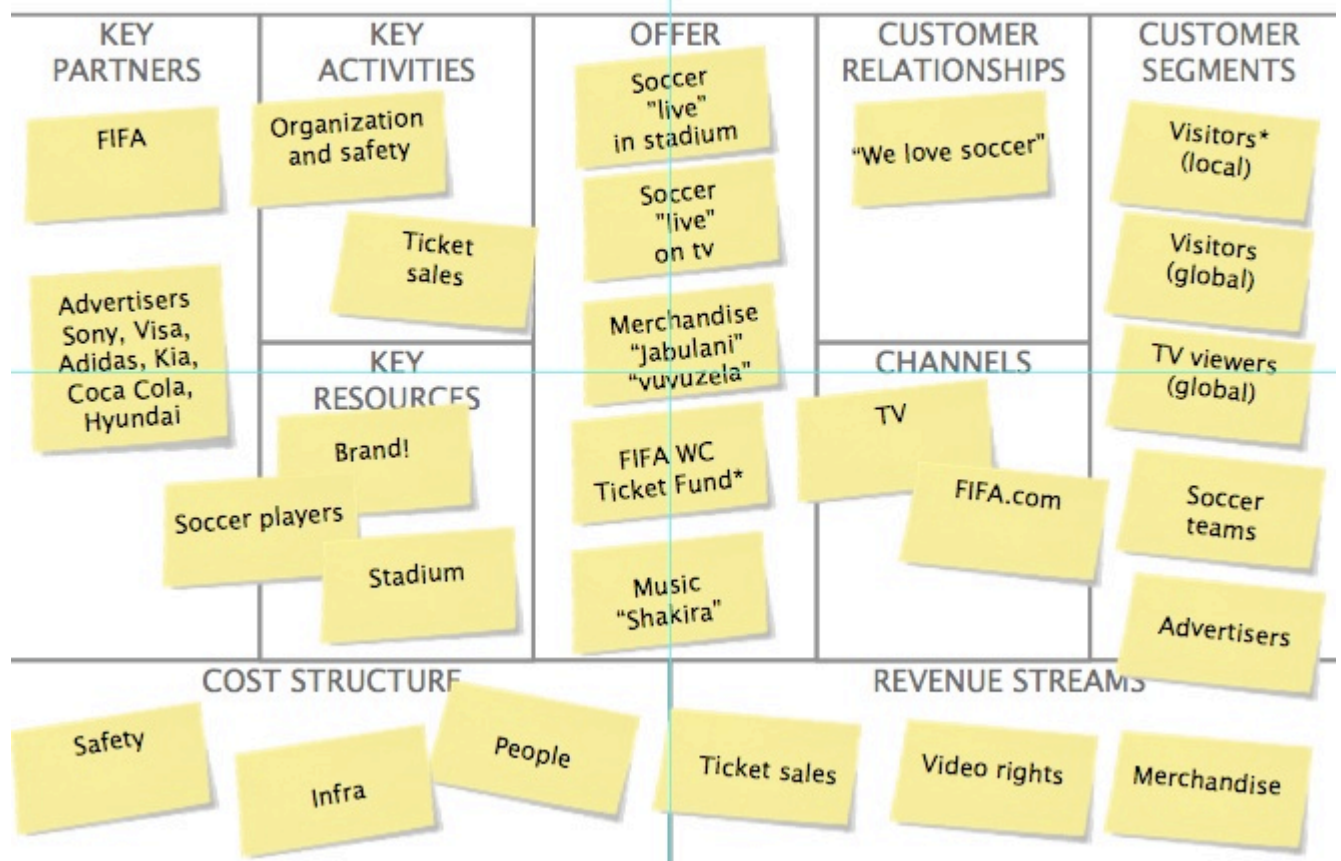 KEY
PARTNERS
FIFA
Advertisers
Sony, Visa,
Adidas, Kia,
Coca Cola,
Hyundai
KEY
ACTIVITIES
Organization
and safety
Ticket
sales
KEY
RESOURCES
Brand!
Soccer players
Stadium
OFFER
Soccer
"live"
in stadium
Soccer
"live"
on tv
Merchandise
“Jabulani”
“vuvuzela”
FIFA WC
Ticket Fund*
Music
“Shakira”
CUSTOMER
RELATIONSHIPS
“We love soccer”
CHANNELS
TV
FIFA.com
CUSTOMER
SEGMENTS
Visitors*
(local)
Visitors
(global)
TV viewers
(global)
Soccer
teams
Advertisers
COST STRUCTURE
Safety
Infra
People
REVENUE STREAMS
Ticket sales
Video rights
Merchandise